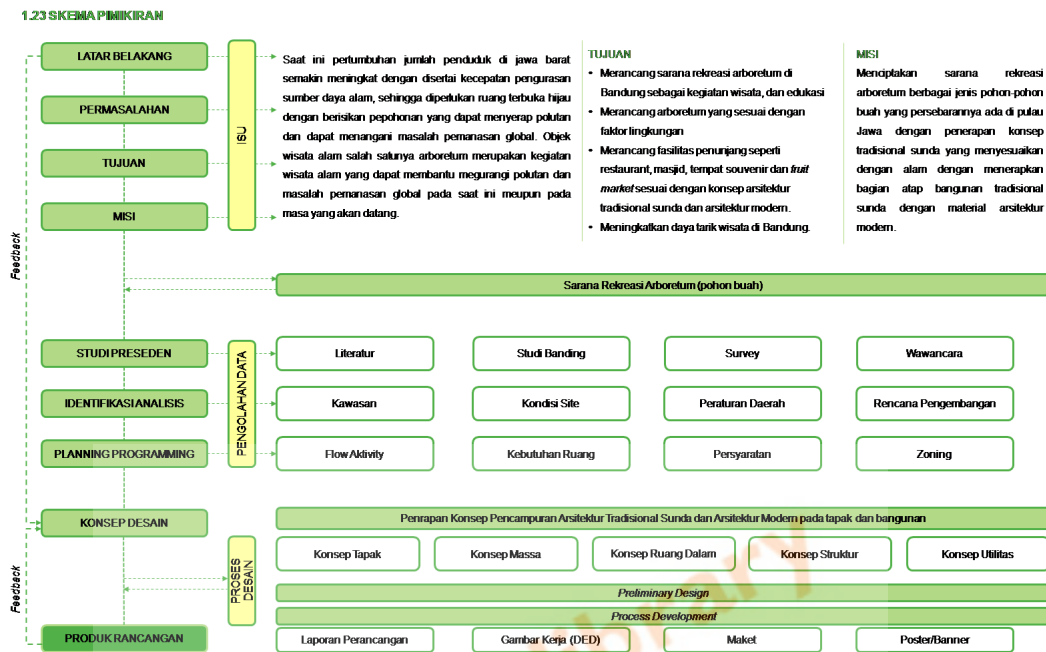 1.23 SKEMA PIMIKIRAN
LATAR BELAKANG
PERMASALAHAN
TUJUAN
MISI
ISU
Saat ini pertumbuhan jumlah penduduk di jawa barat
semakin meningkat dengan disertai kecepatan pengurasan
sumber daya alam, sehingga diperlukan ruang terbuka hijau
dengan berisikan pepohonan yang dapat menyerap polutan
dan dapat menangani masalah pemanasan global. Objek
wisata alam salah satunya arboretum merupakan kegiatan
wisata alam yang dapat membantu megurangi polutan dan
masalah pemanasan global pada saat ini meupun pada
masa yang akan datang.
TUJUAN
• Merancang sarana rekreasi arboretum di
Bandung sebagai kegiatan wisata, dan edukasi
• Merancang arboretum yang sesuai dengan
faktor lingkungan
• Merancang fasilitas penunjang seperti
restaurant, masjid, tempat souvenir dan fruit
market sesuai dengan konsep arsitektur
tradisional sunda dan arsitektur modern.
• Meningkatkan daya tarik wisata di Bandung.
MISI
Menciptakan sarana rekreasi
arboretum berbagai jenis pohon-pohon
buah yang persebarannya ada di pulau
Jawa dengan penerapan konsep
tradisional sunda yang menyesuaikan
dengan alam dengan menerapkan
bagian atap bangunan tradisional
sunda dengan material arsitektur
modern.
Feedback
Sarana Rekreasi Arboretum (pohon buah)
STUDI PRESEDEN
IDENTIFIKASI ANALISIS
PLANNING PROGRAMMING
PENGOLAHAN DATA
Literatur
Studi Banding
Survey
Wawancara
Kawasan
Kondisi Site
Peraturan Daerah
Rencana Pengembangan
Flow Aktivity
Kebutuhan Ruang
Persyaratan
Zoning
KONSEP DESAIN
Penrapan Konsep Pencampuran Arsitektur Tradisional Sunda dan Arsitektur Modern pada tapak dan bangunan
Konsep Tapak
Konsep Massa
Konsep Ruang Dalam
Konsep Struktur
Konsep Utilitas
PROSES
DESAIN
Feedback
Preliminary Design
Process Development
PRODUK RANCANGAN
Laporan Perancangan
Gambar Kerja (DED)
Maket
Poster/Banner
library